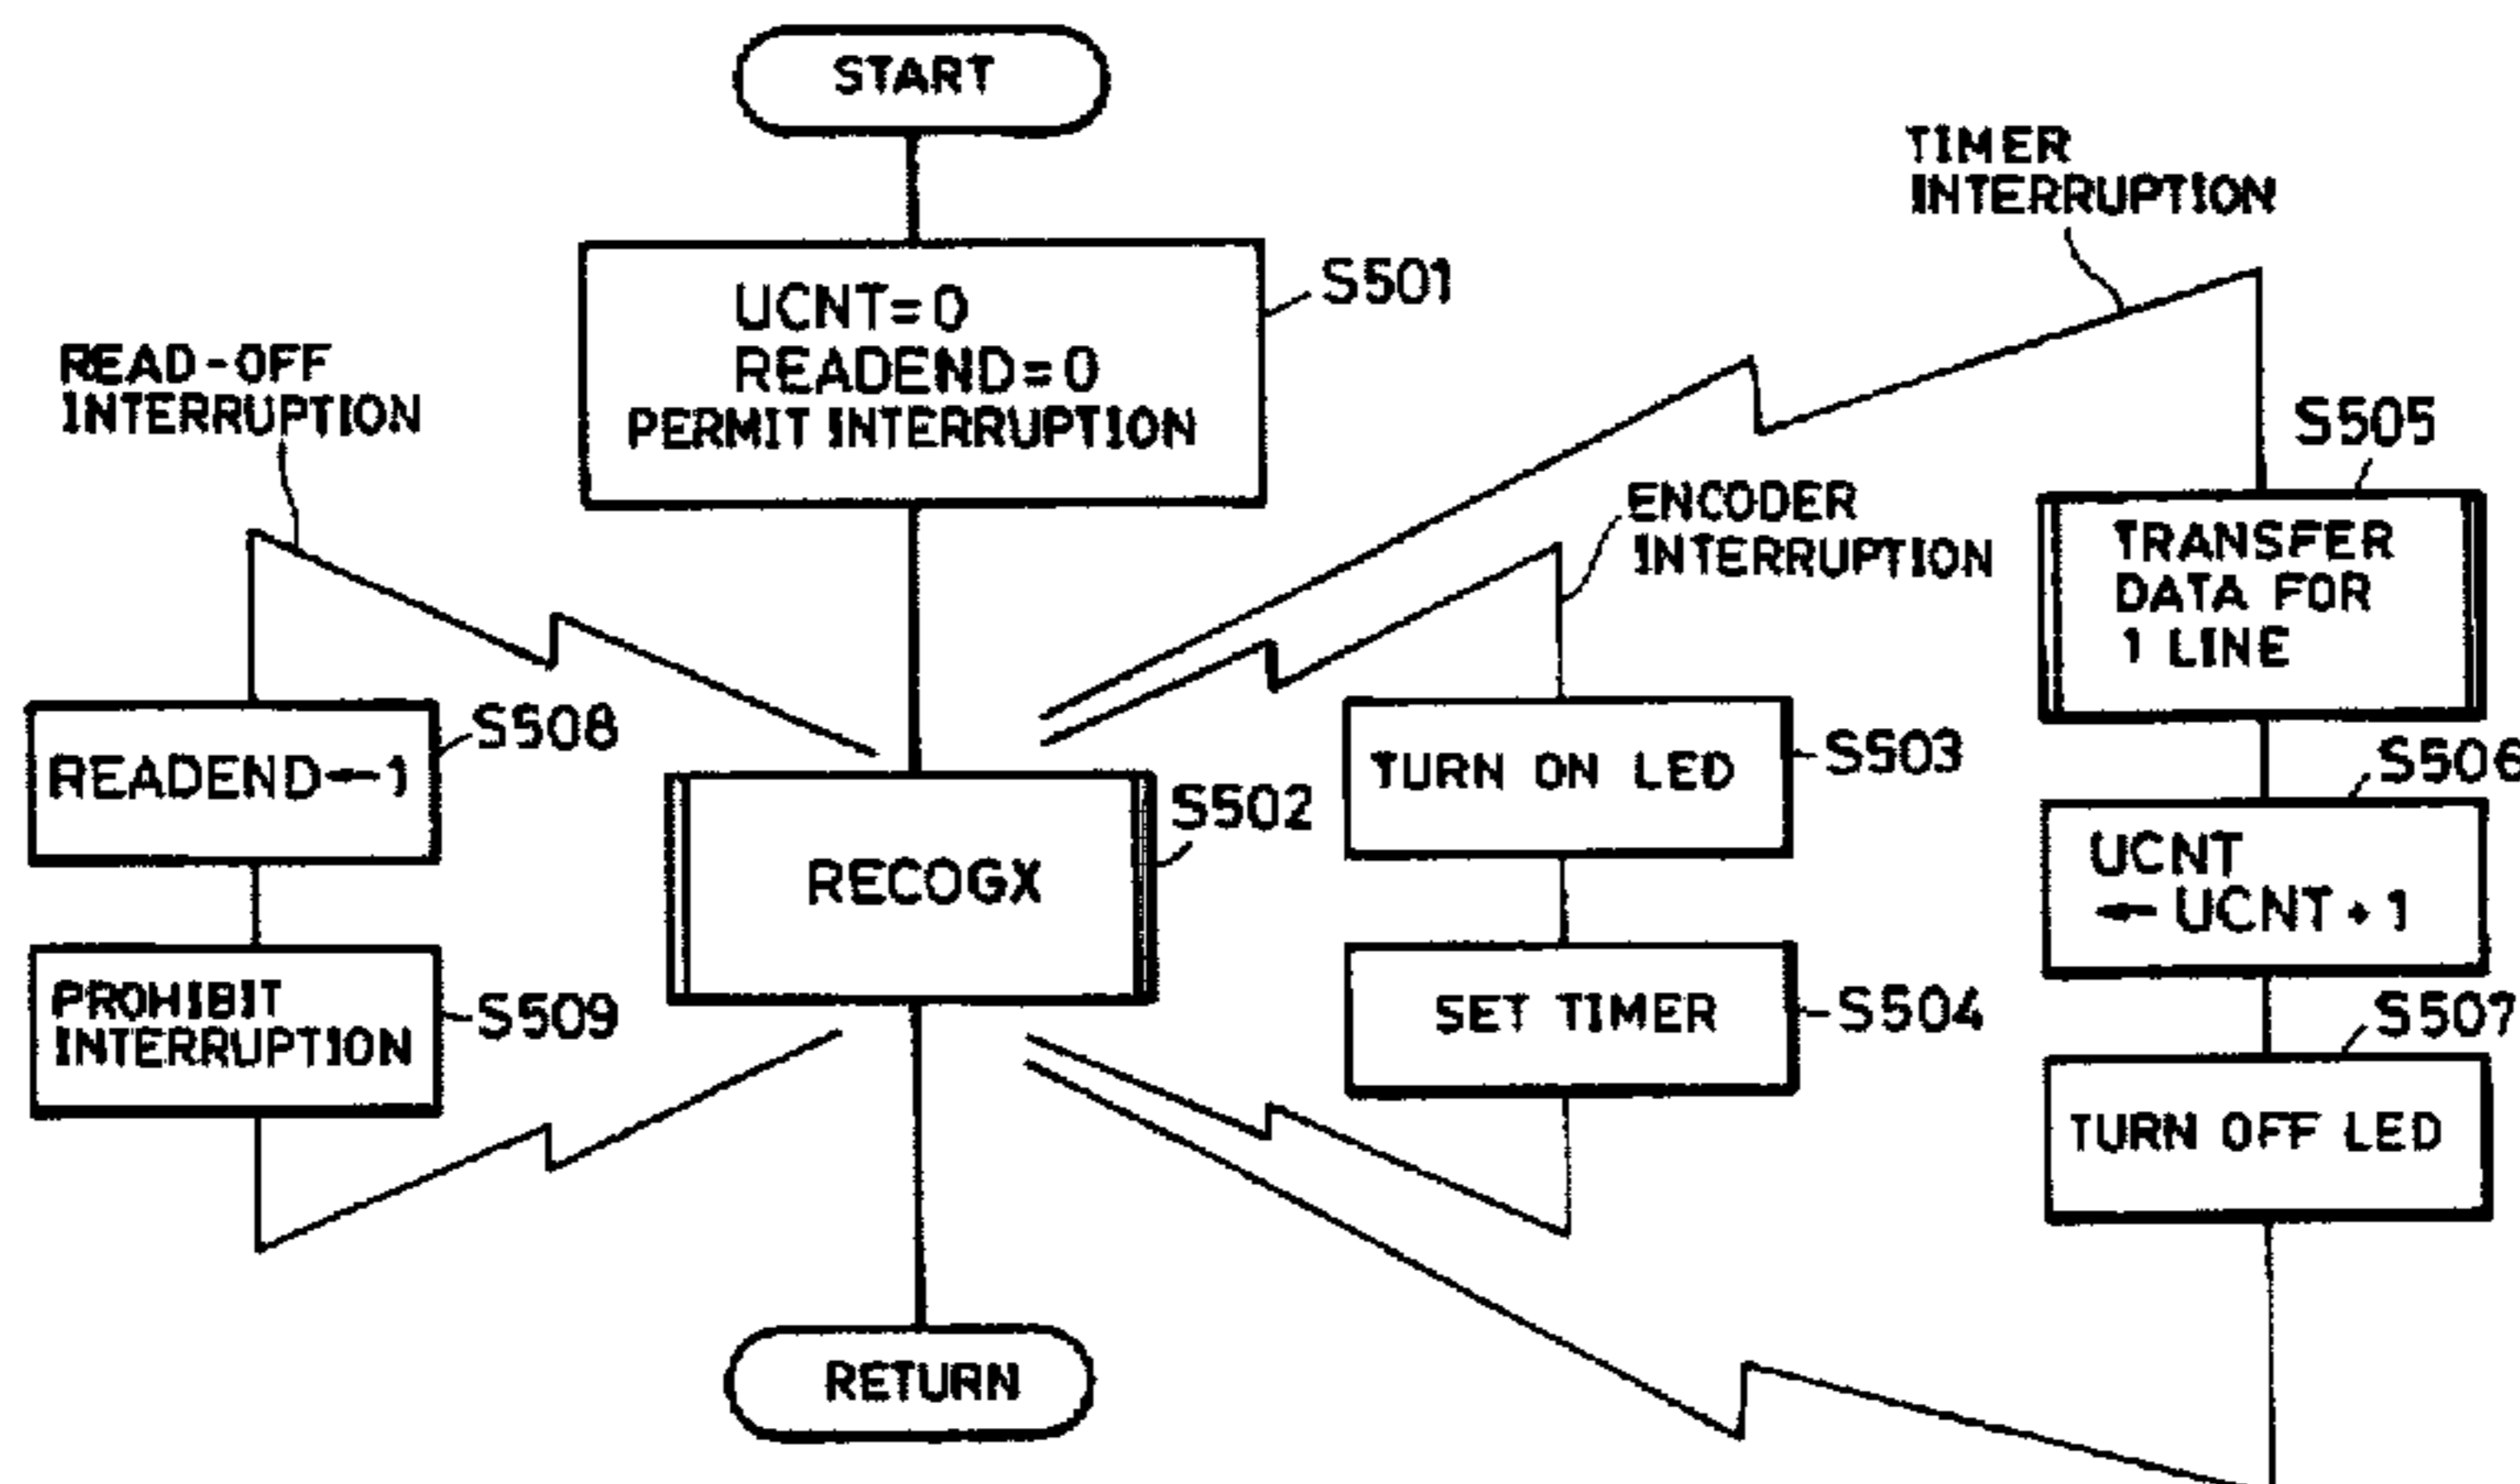 START
TIMER
INTERRUPTION
UCNT=0
READEND=0
PERMIT INTERRUPTION
S501
READ-OFF
INTERRUPTION
ENCODER
INTERRUPTION
S505
TRANSFER
DATA FOR
1 LINE
READEND←1
S508
RECOGX
S502
TURN ON LED
S503
S506
UCNT
← UCNT + 1
PROHIBIT
INTERRUPTION
S509
SET TIMER
S504
S507
TURN OFF LED
RETURN